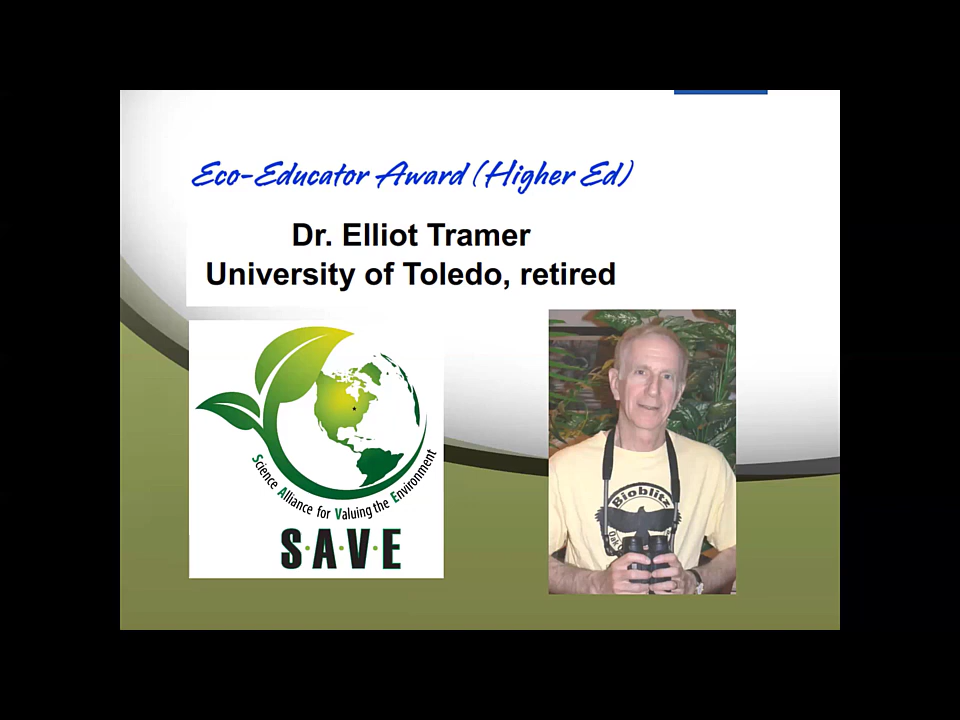 Eco-Educator Award (Higher Ed)
Dr. Elliot Tramer
University of Toledo, retired
Science Alliance for Valuing the Environment
S·A·V·E
Bioblitz
Oak